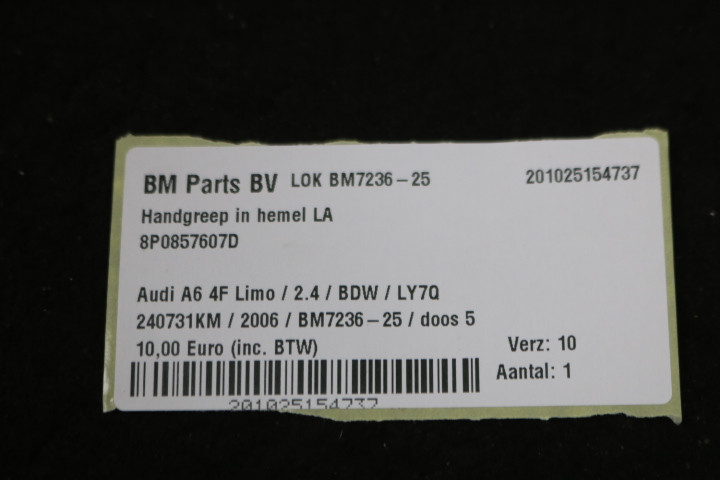 BM Parts BV LOK BM7236-25 201025154737
Handgreep in hemel LA
8P0857607D
Audi A6 4F Limo / 2.4 / BDW / LY7Q
240731KM / 2006 / BM7236-25 / doos 5
10,00 Euro (inc. BTW) Verz: 10
Aantal: 1
201025154737